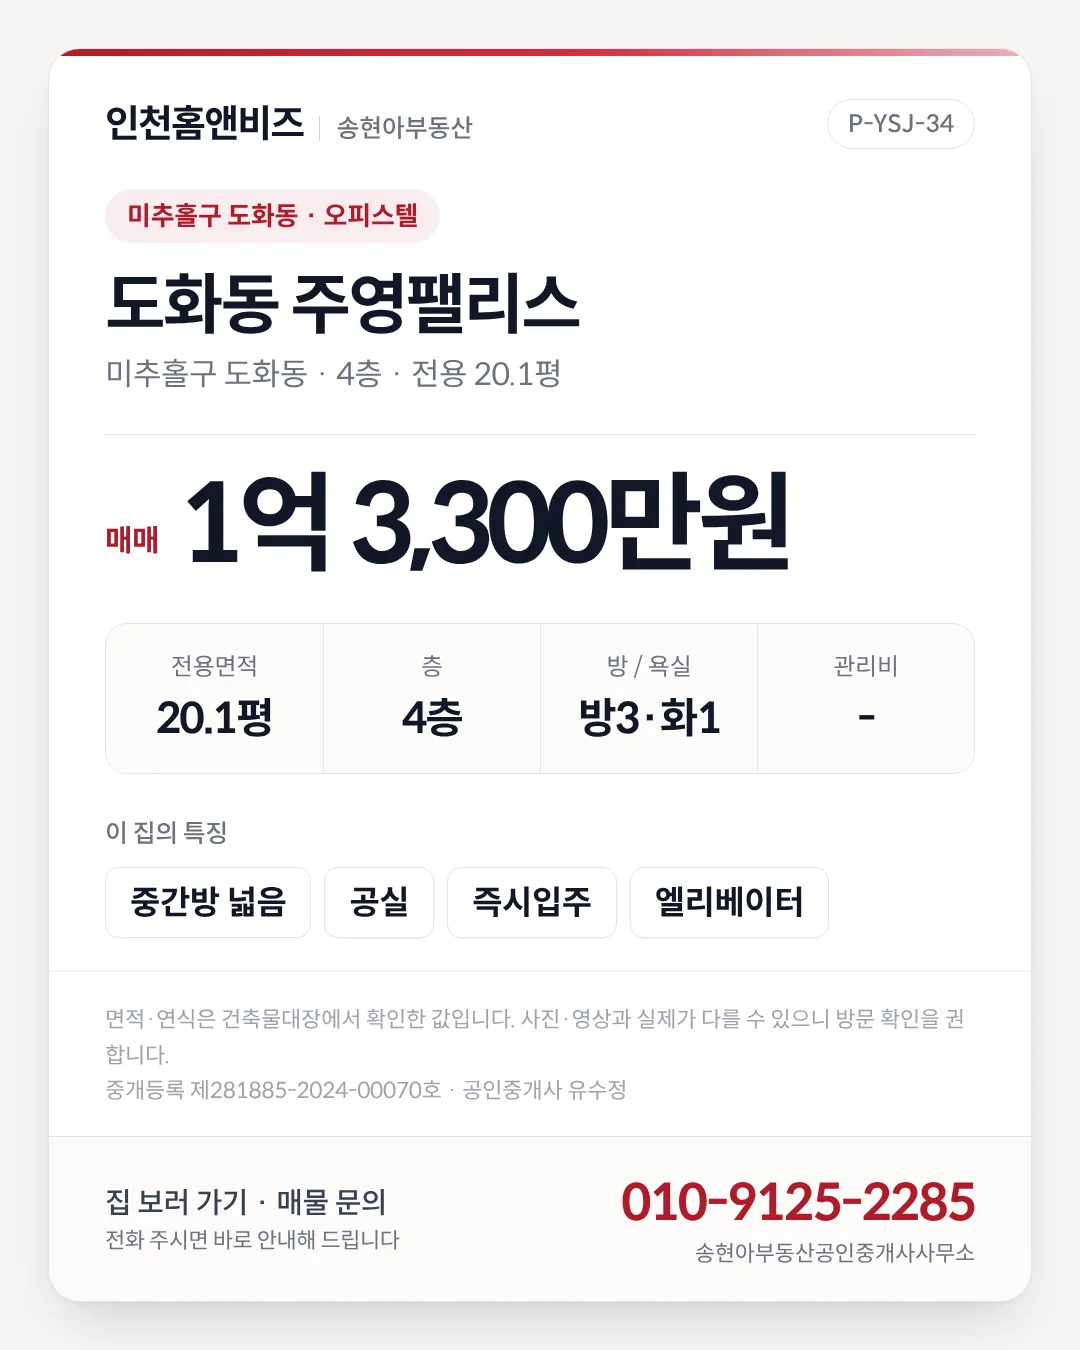 인천홈앤비즈 송현아부동산 P-YSJ-34
미추홀구 도화동 · 오피스텔
도화동 주영팰리스
미추홀구 도화동 · 4층 · 전용 20.1평
매매 1억 3,300만원
전용면적 층 방 / 욕실 관리비
20.1평 4층 방3·화1 -
이 집의 특징
중간방 넓음 공실 즉시입주 엘리베이터
면적·연식은 건축물대장에서 확인한 값입니다. 사진·영상과 실제가 다를 수 있으니 방문 확인을 권
합니다.
중개등록 제281885-2024-00070호 · 공인중개사 유수정
집 보러 가기 · 매물 문의 010-9125-2285
전화 주시면 바로 안내해 드립니다 송현아부동산공인중개사사무소